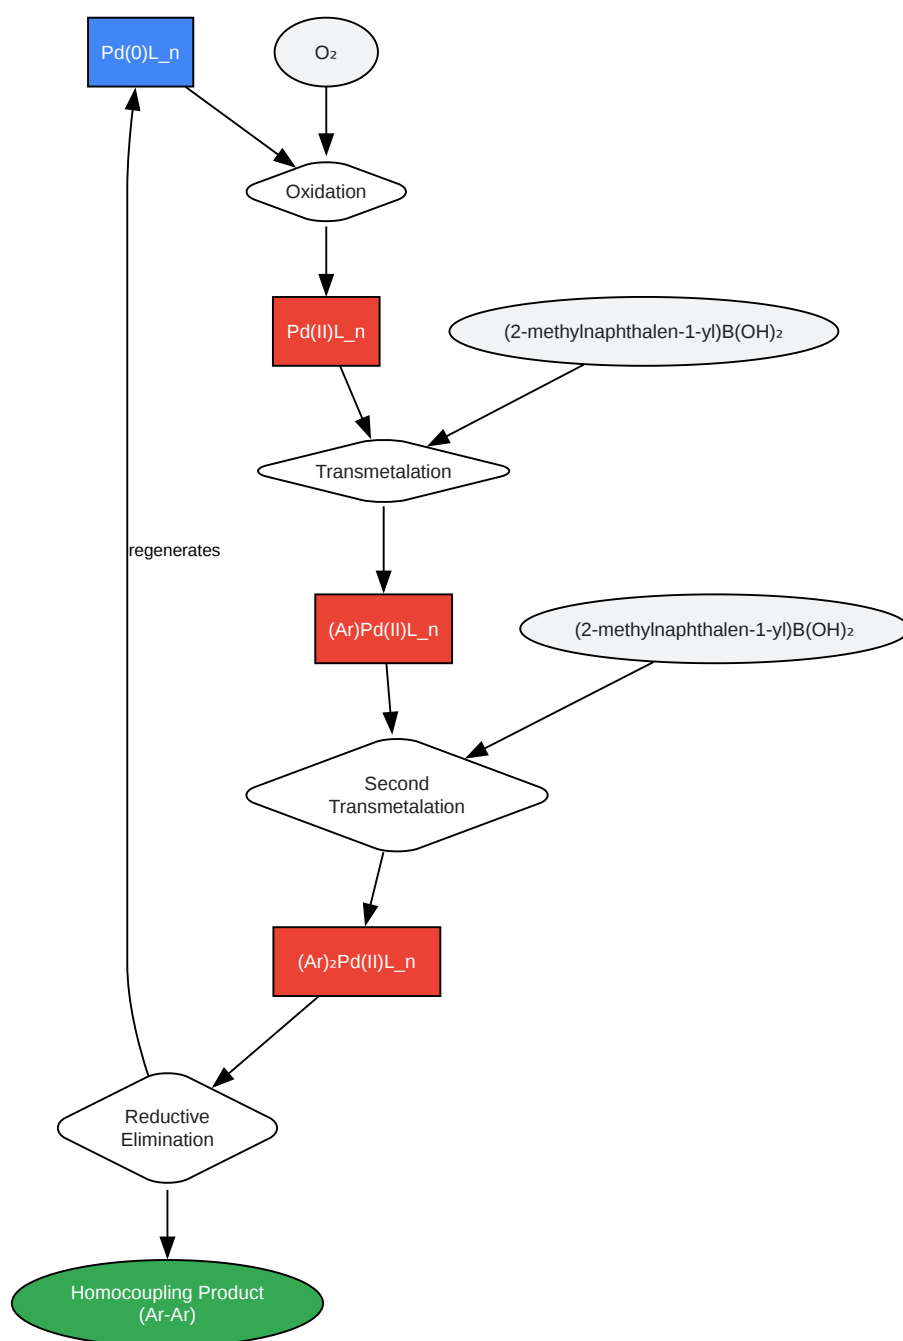 Pd(0)L_n
O₂
Oxidation
Pd(II)L_n
(2-methylnaphthalen-1-yl)B(OH)₂
Transmetalation
regenerates
(Ar)Pd(II)L_n
(2-methylnaphthalen-1-yl)B(OH)₂
Second
Transmetalation
(Ar)₂Pd(II)L_n
Reductive
Elimination
Homocoupling Product
(Ar-Ar)